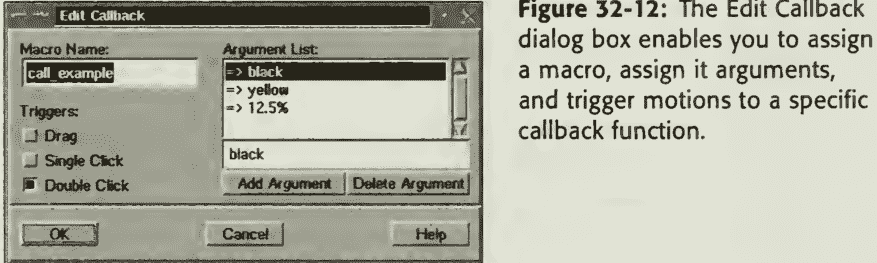 Edit Callback
Macro Name:
call_example
Triggers:
Drag
Single Click
Double Click
Argument List:
=> black
=> yellow
=> 12.5%
black
Add Argument
Delete Argument
OK
Cancel
Help
Figure 32-12: The Edit Callback
dialog box enables you to assign
a macro, assign it arguments,
and trigger motions to a specific
callback function.